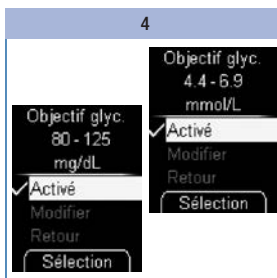 4
Objectif glyc.
80 - 125
mg/dL
Activé
Modifier
Retour
Sélection
Objectif glyc.
4.4 - 6.9
mmol/L
Activé
Modifier
Retour
Sélection